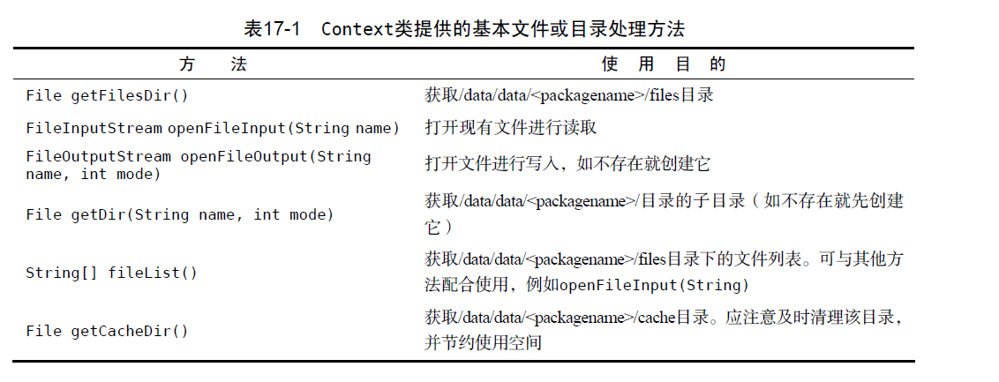 表17-1 Context类提供的基本文件或目录处理方法
方 法 使 用 目 的
File getFilesDir() 获取/data/data/<packagename>/files目录
FileInputStream openFileInput(String name) 打开现有文件进行读取
FileOutputStream openFileOutput(String
name, int mode) 打开文件进行写入，如不存在就创建它
File getDir(String name, int mode) 获取/data/data/<packagename>/目录的子目录（如不存在就先创建
它）
String[] fileList() 获取/data/data/<packagename>/files目录下的文件列表。可与其他方
法配合使用，例如openFileInput(String)
File getCacheDir() 获取/data/data/<packagename>/cache目录。应注意及时清理该目录，
并节约使用空间